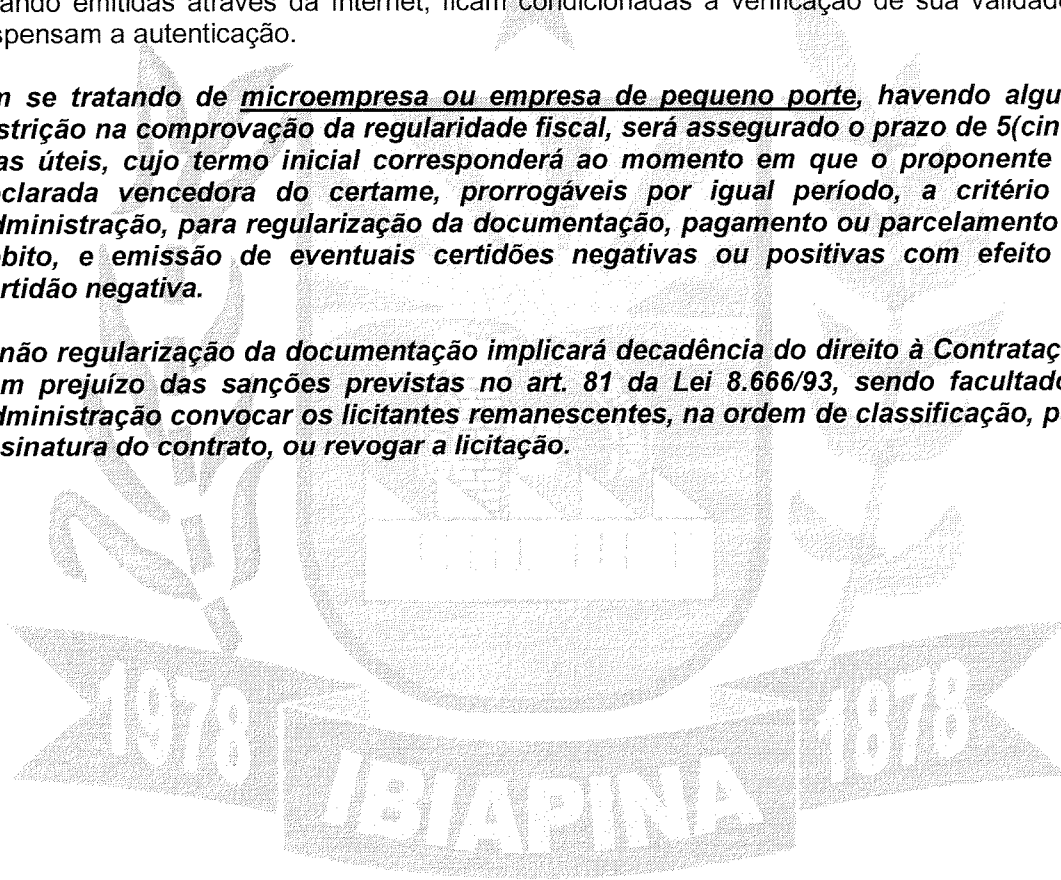 ando emitidas através da Internet, ficam condicionadas à verificação de sua validade
spensam a autenticação.
m se tratando de microempresa ou empresa de pequeno porte, havendo algu
strição na comprovação da regularidade fiscal, será assegurado o prazo de 5(cin
as úteis, cujo termo inicial corresponderá ao momento em que o proponente
clarada vencedora do certame, prorrogáveis por igual período, a critério
dministração, para regularização da documentação, pagamento ou parcelamento
bito, e emissão de eventuais certidões negativas ou positivas com efeito
rtidão negativa.
não regularização da documentação implicará decadência do direito à Contrataç
m prejuízo das sanções previstas no art. 81 da Lei 8.666/93, sendo facultado
dministração convocar os licitantes remanescentes, na ordem de classificação, p
sinatura do contrato, ou revogar a licitação.
1978 1878
IBIAPINA